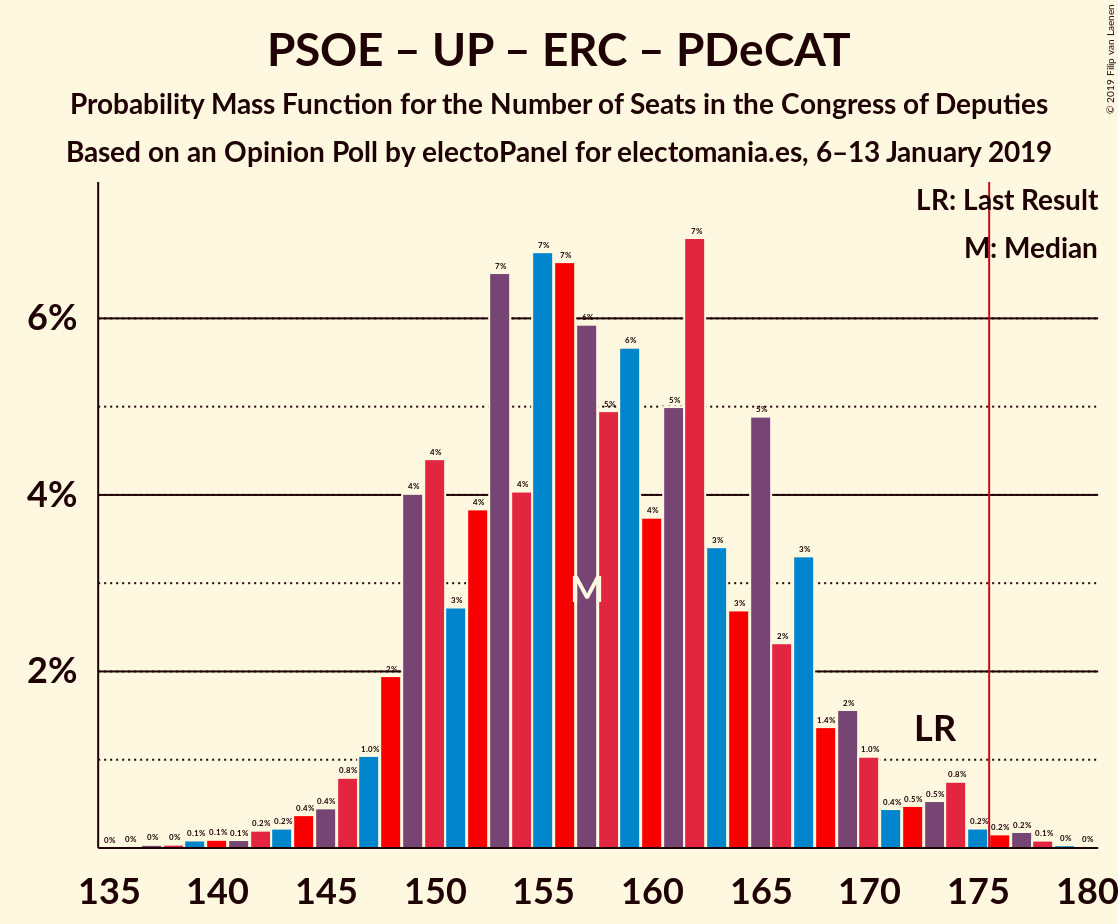 PSOE – UP – ERC – PDeCAT
Probability Mass Function for the Number of Seats in the Congress of Deputies
Based on an Opinion Poll by electoPanel for electomania.es, 6–13 January 2019
© 2019 Filip van Laenen
LR: Last Result
M: Median
6%
4%
2%
0% 0% 0% 0% 0.1% 0.1% 0.1% 0.2% 0.2% 0.4% 0.4% 0.8% 1.0% 2% 4% 4% 3% 4% 7% 4% 7% 7% 6% 5% 6% 4% 5% 7% 3% 3% 5% 2% 3% 1.4% 2% 1.0% 0.4% 0.5% 0.5% 0.8% 0.2% 0.2% 0.2% 0.1% 0% 0%
M
LR
135 140 145 150 155 160 165 170 175 180